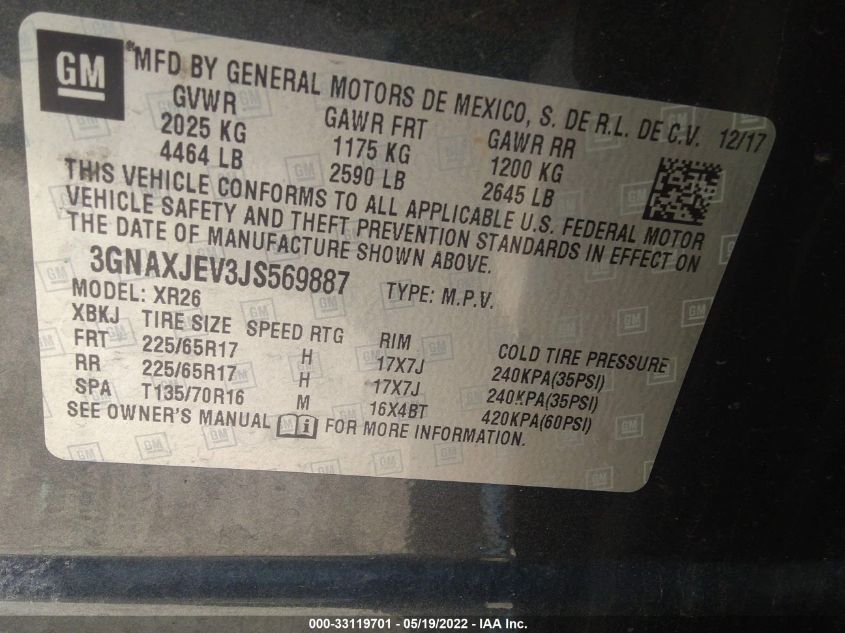 GM
® MFD BY GENERAL MOTORS DE MEXICO, S. DE R.L. DE C.V. 12/17
GVWR GAWR FRT GAWR RR
2025 KG 1175 KG 1200 KG
4464 LB 2590 LB 2645 LB
THIS VEHICLE CONFORMS TO ALL APPLICABLE U.S. FEDERAL MOTOR
VEHICLE SAFETY AND THEFT PREVENTION STANDARDS IN EFFECT ON
THE DATE OF MANUFACTURE SHOWN ABOVE.
3GNAXJEV3JS569887 TYPE: M.P.V.
MODEL: XR26
XBKJ TIRE SIZE SPEED RTG RIM COLD TIRE PRESSURE
FRT 225/65R17 H 17X7J 240KPA(35PSI)
RR 225/65R17 H 17X7J 240KPA(35PSI)
SPA T135/70R16 M 16X4BT 420KPA(60PSI)
SEE OWNER'S MANUAL i FOR MORE INFORMATION.
000-33119701 - 05/19/2022 - IAA Inc.